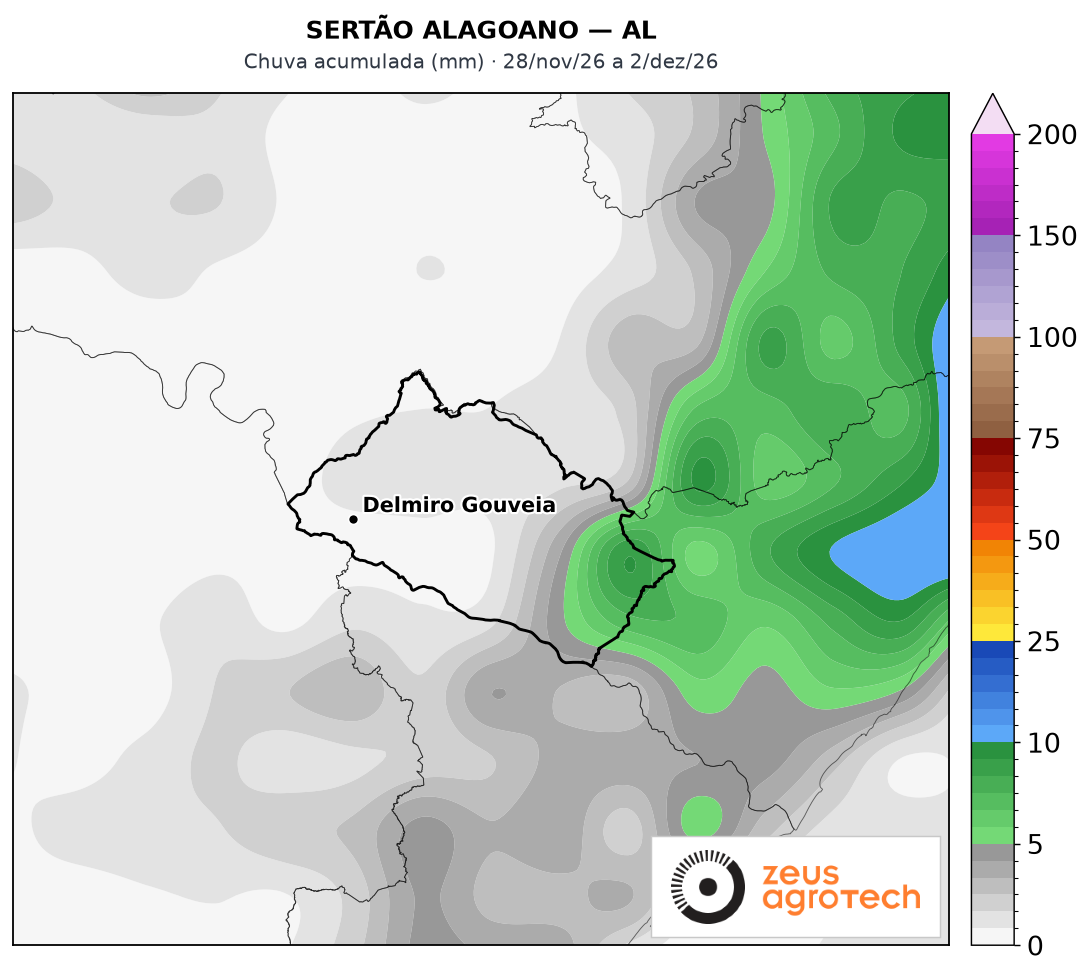 SERTÃO ALAGOANO — AL
Chuva acumulada (mm) · 28/nov/26 a 2/dez/26
200
150
100
75
50
25
10
5
0
Delmiro Gouveia
zeus
agrotech